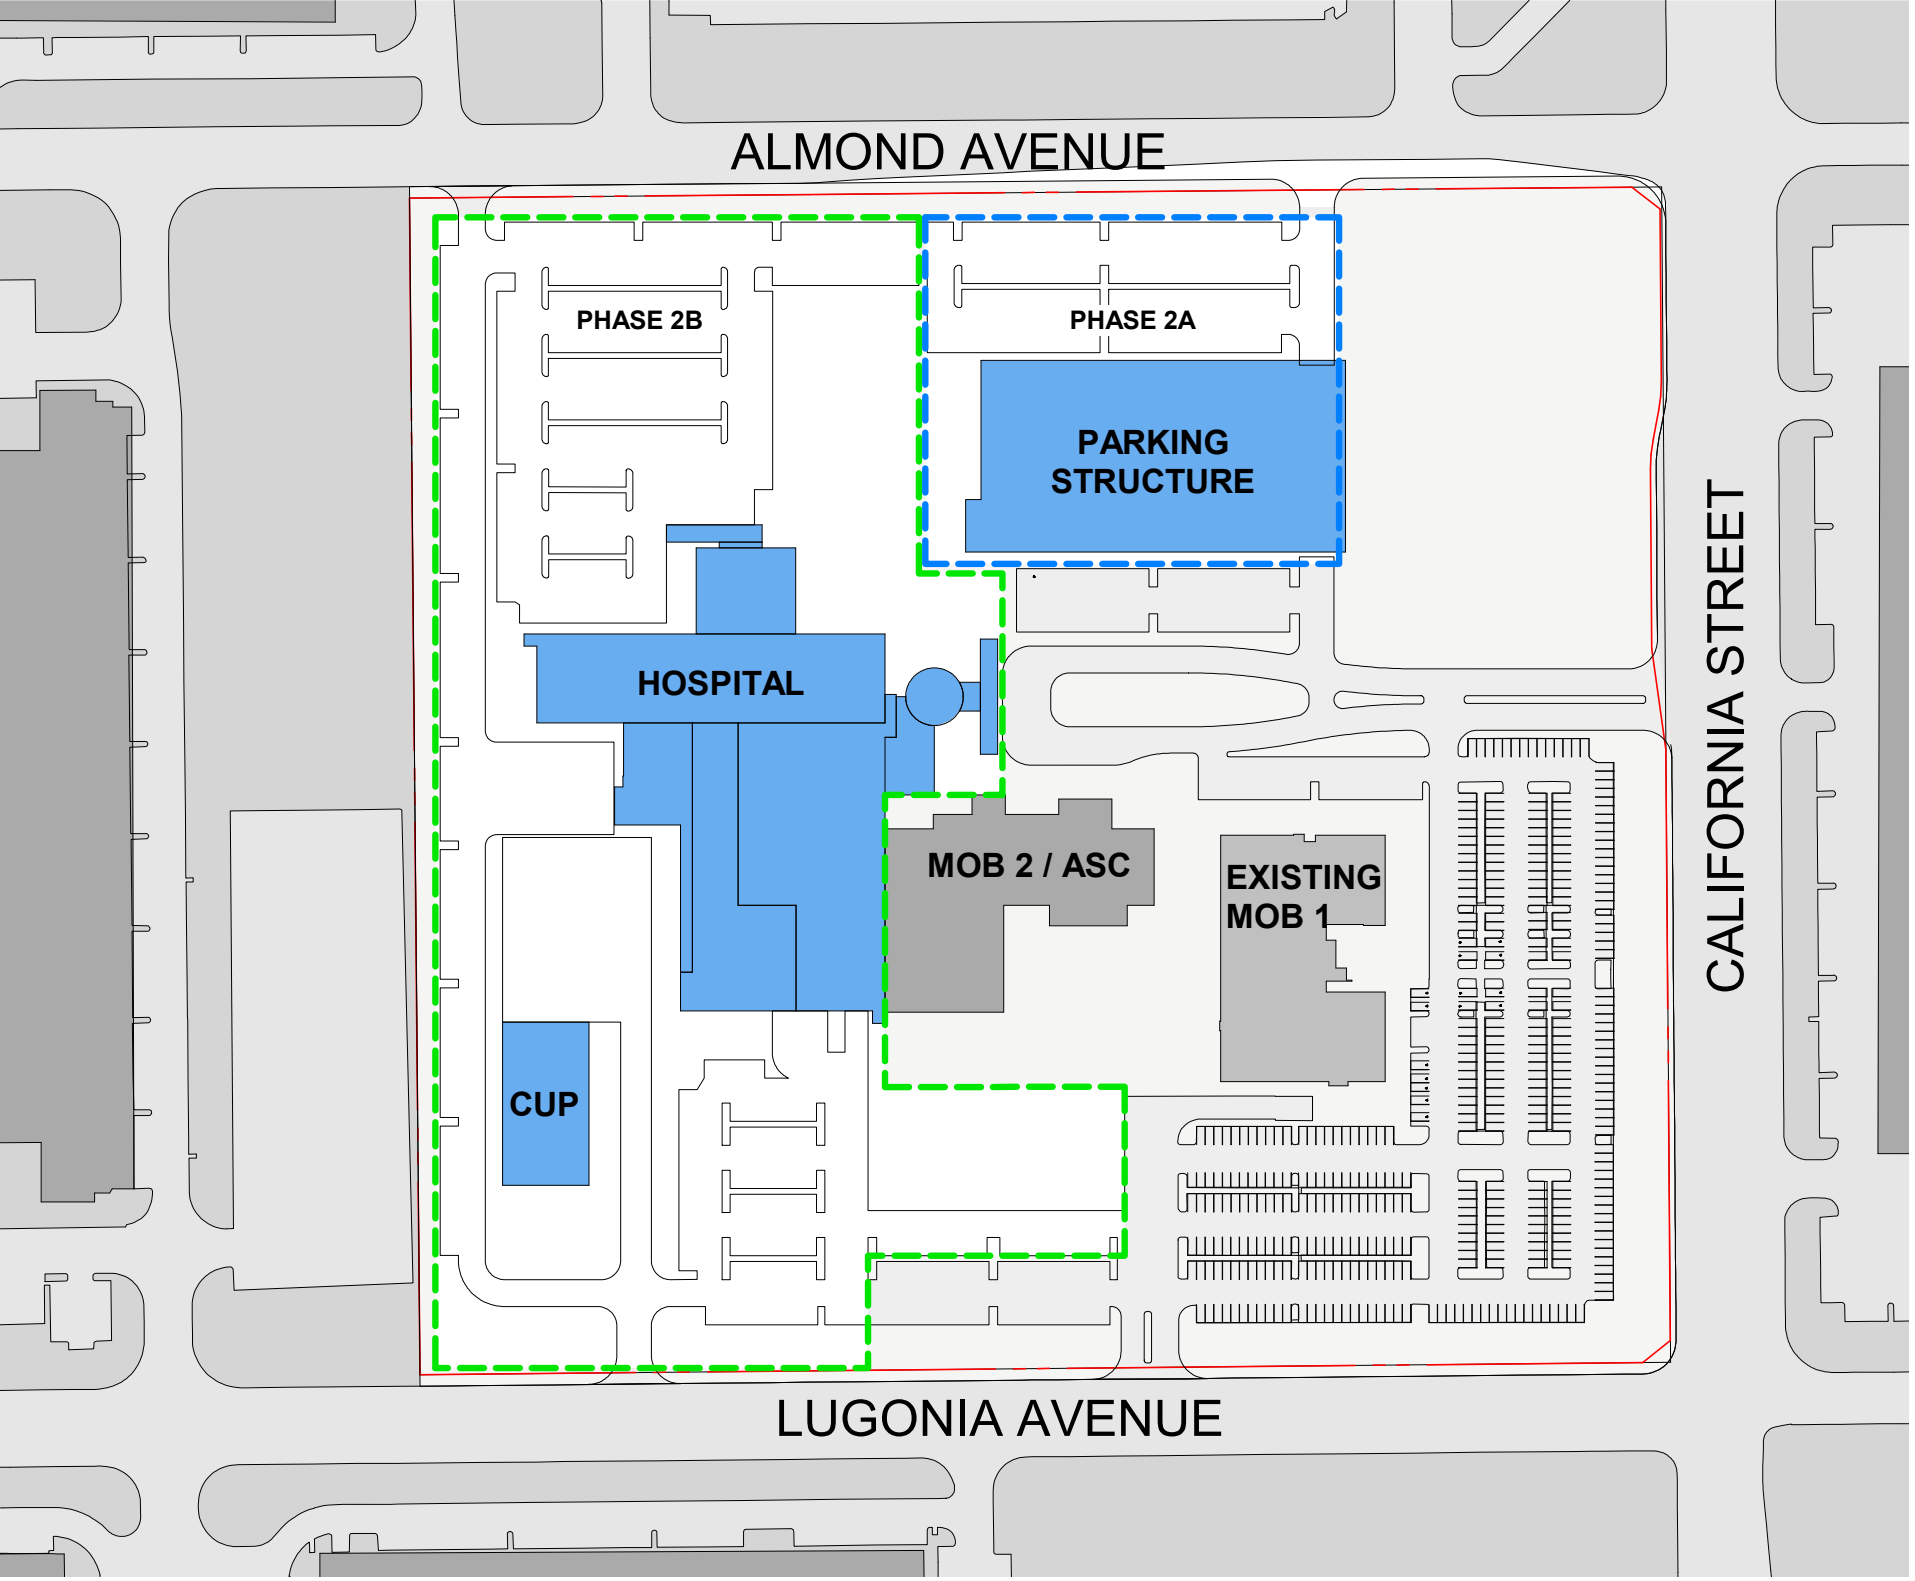 ALMOND AVENUE
PHASE 2B
PHASE 2A
PARKING
STRUCTURE
HOSPITAL
CALIFORNIA STREET
MOB 2 / ASC
EXISTING
MOB 1
CUP
LUGONIA AVENUE